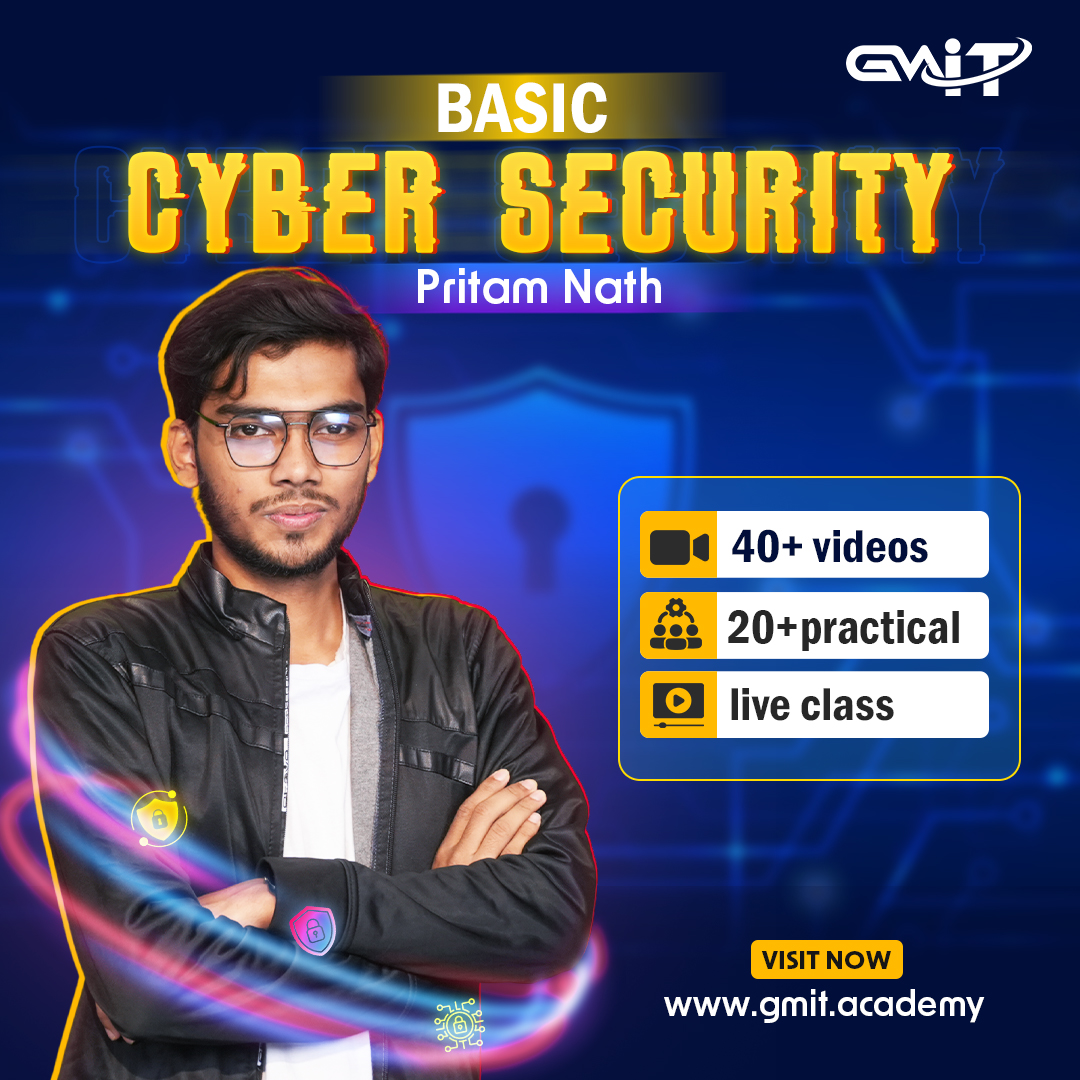 GMiT
BASIC
CYBER SECURITY
Pritam Nath
40+ videos
20+practical
live class
VISIT NOW
www.gmit.academy